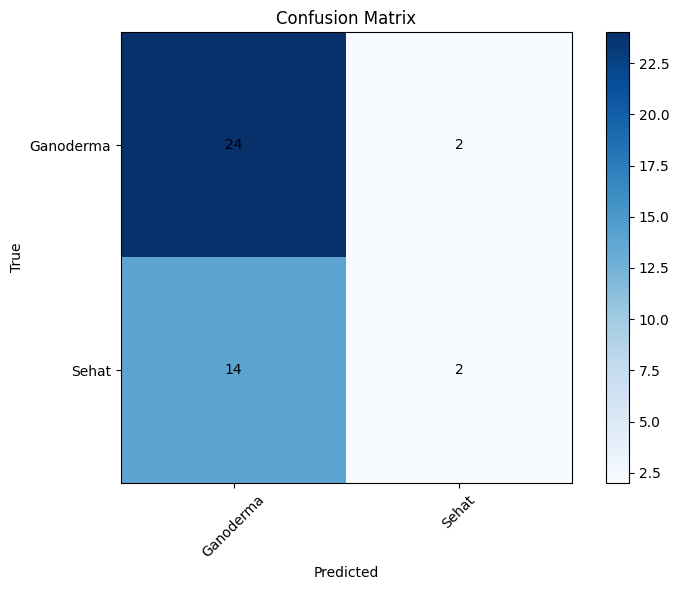 Confusion Matrix
True
Ganoderma
24
2
Sehat
14
2
Ganoderma
Sehat
Predicted
22.5
20.0
17.5
15.0
12.5
10.0
7.5
5.0
2.5